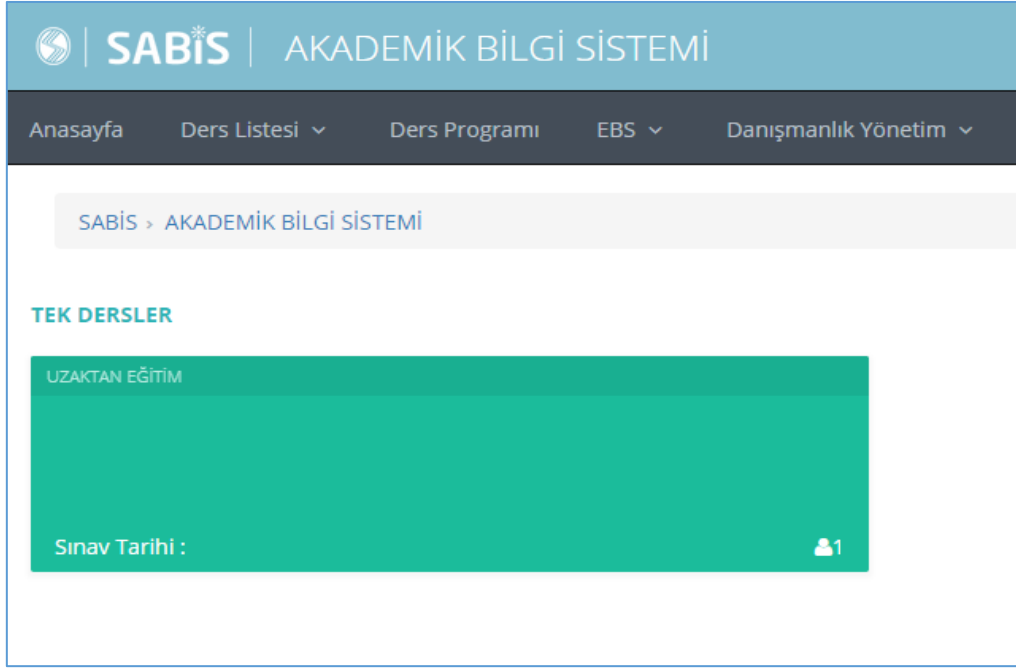 SABİS | AKADEMİK BİLGİ SİSTEMİ
Anasayfa Ders Listesi Ders Programı EBS Danışmanlık Yönetim
SABİS › AKADEMİK BİLGİ SİSTEMİ
TEK DERSLER
UZAKTAN EĞİTİM
Sınav Tarihi : 1